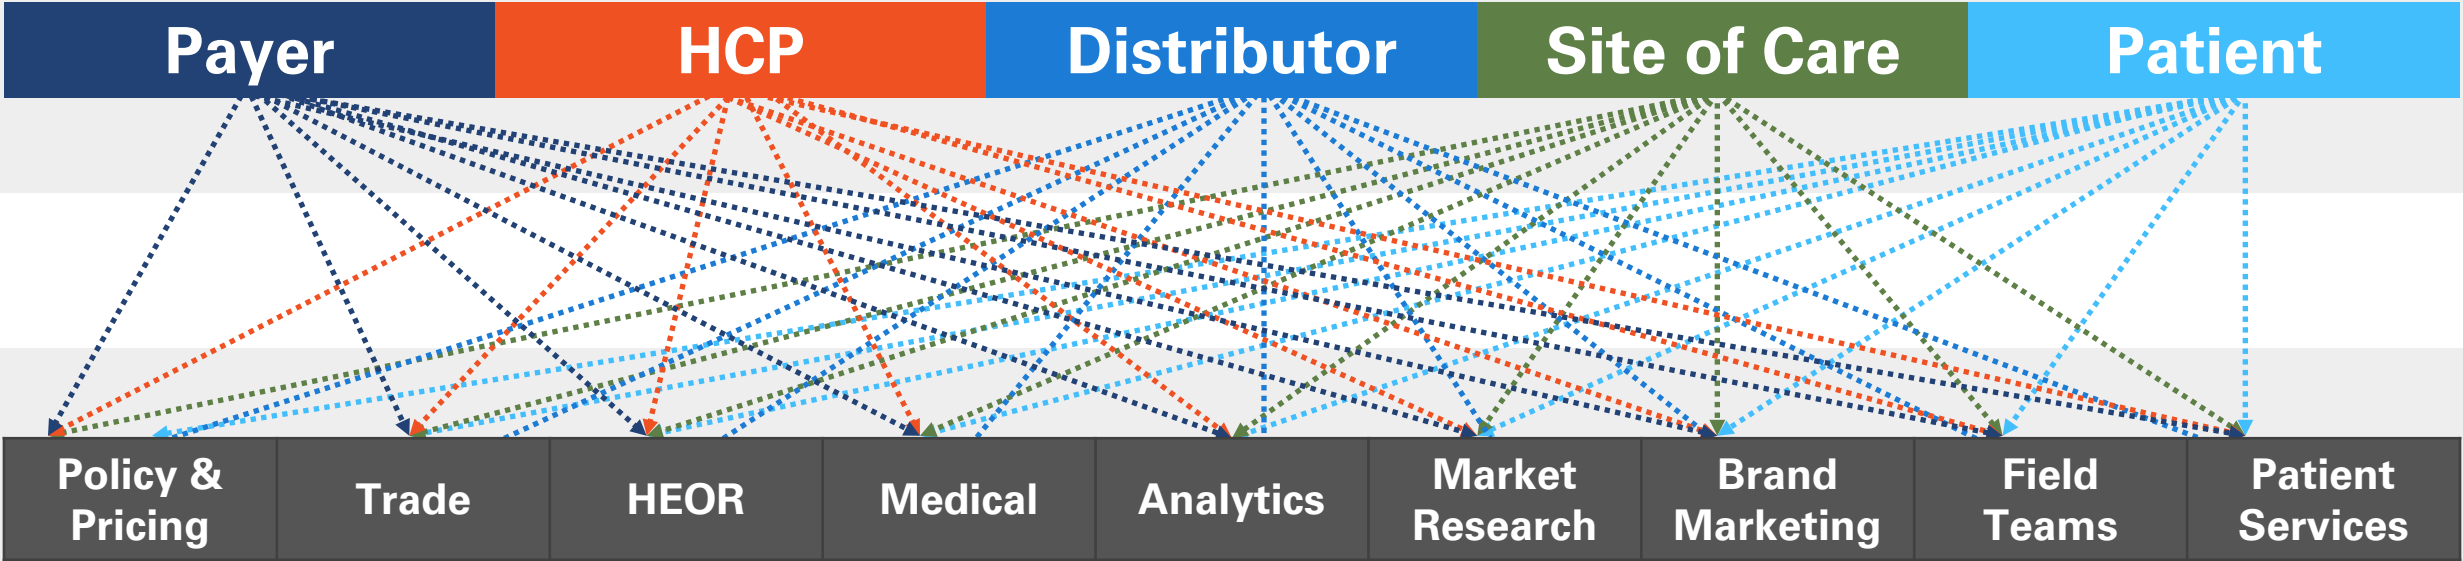 Payer
HCP
Distributor
Site of Care
Patient
Policy &
Pricing
Trade
HEOR
Medical
Analytics
Market
Research
Brand
Marketing
Field
Teams
Patient
Services